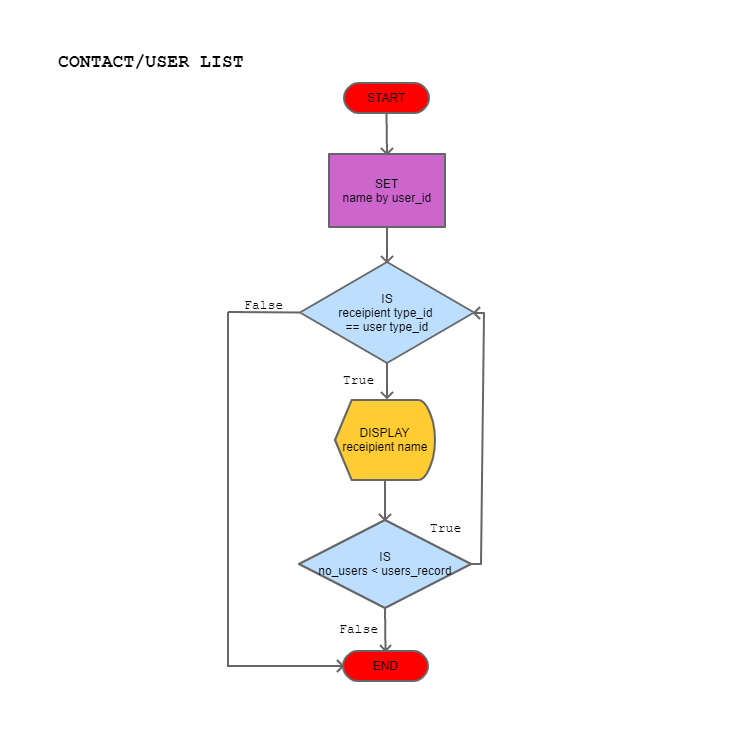 CONTACT/USER LIST
START
SET
name by user_id
IS
receipient type_id
== user type_id
False
True
DISPLAY
receipient name
True
IS
no_users < users_record
False
END